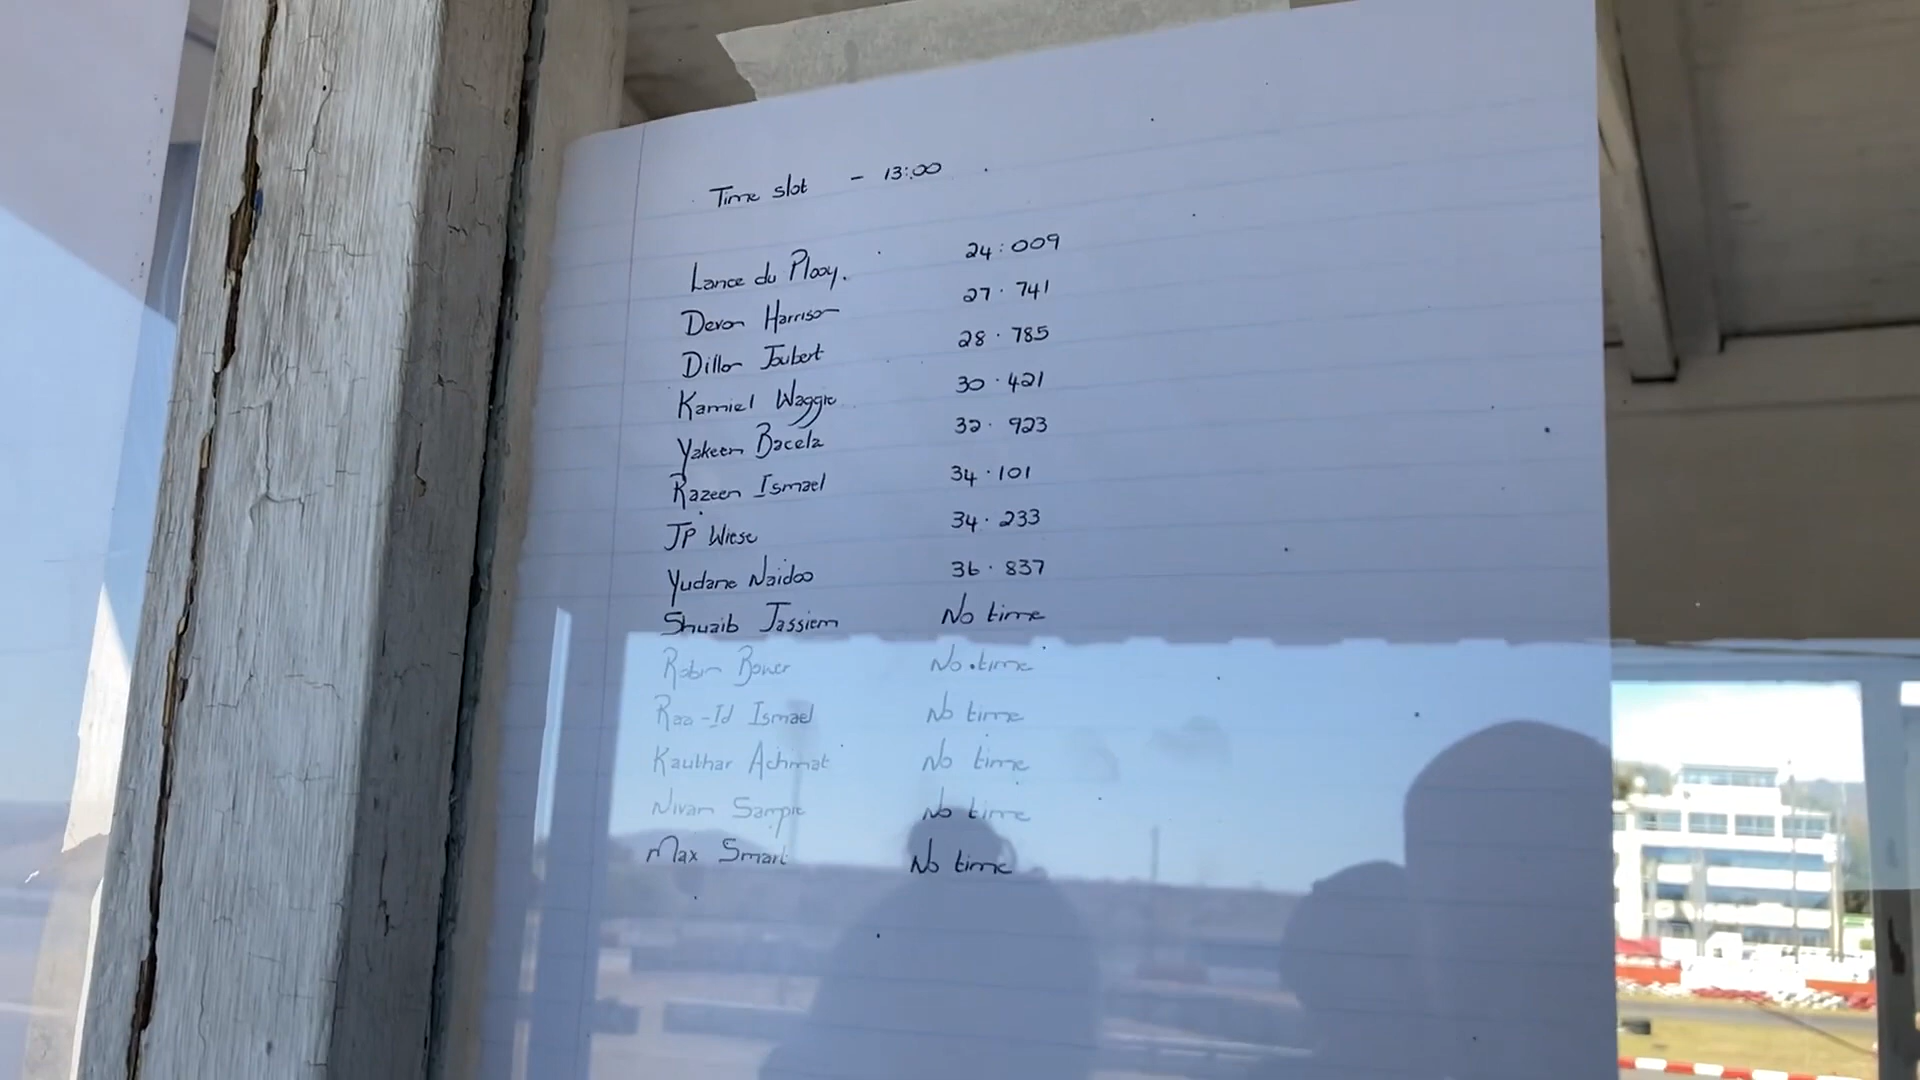 Time slot - 13:00
Lance du Plooy. 24:009
Devon Harrison 27.741
Dillon Joubert 28.785
Kamiel Waggie 30.421
Yakeen Bacela 32.923
Razeen Ismael 34.101
JP Wiese 34.233
Yudane Naidoo 36.837
Shuaib Jassiem No time
Robin Bower No time
Raa-Id Ismael No time
Kauthar Achmat No time
Nivam Sampie No time
Max Smart No time